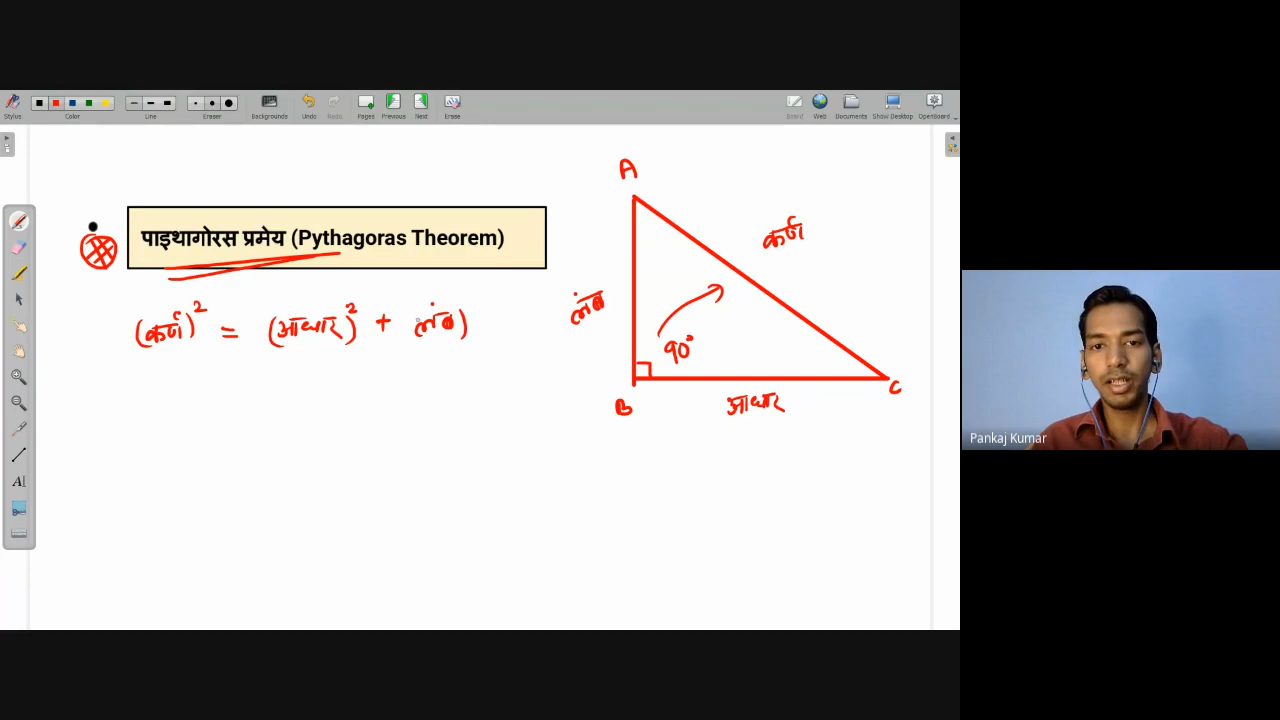 Stylus Color Line Eraser Backgrounds Undo Redo Pages Previous Next Erase Board Web Documents Show Desktop OpenBoard
A
पाइथागोरस प्रमेय (Pythagoras Theorem)
कर्ण
लंब
(कर्ण)² = (आधार)² + लंब)
90°
B
आधार
C
Pankaj Kumar
AI